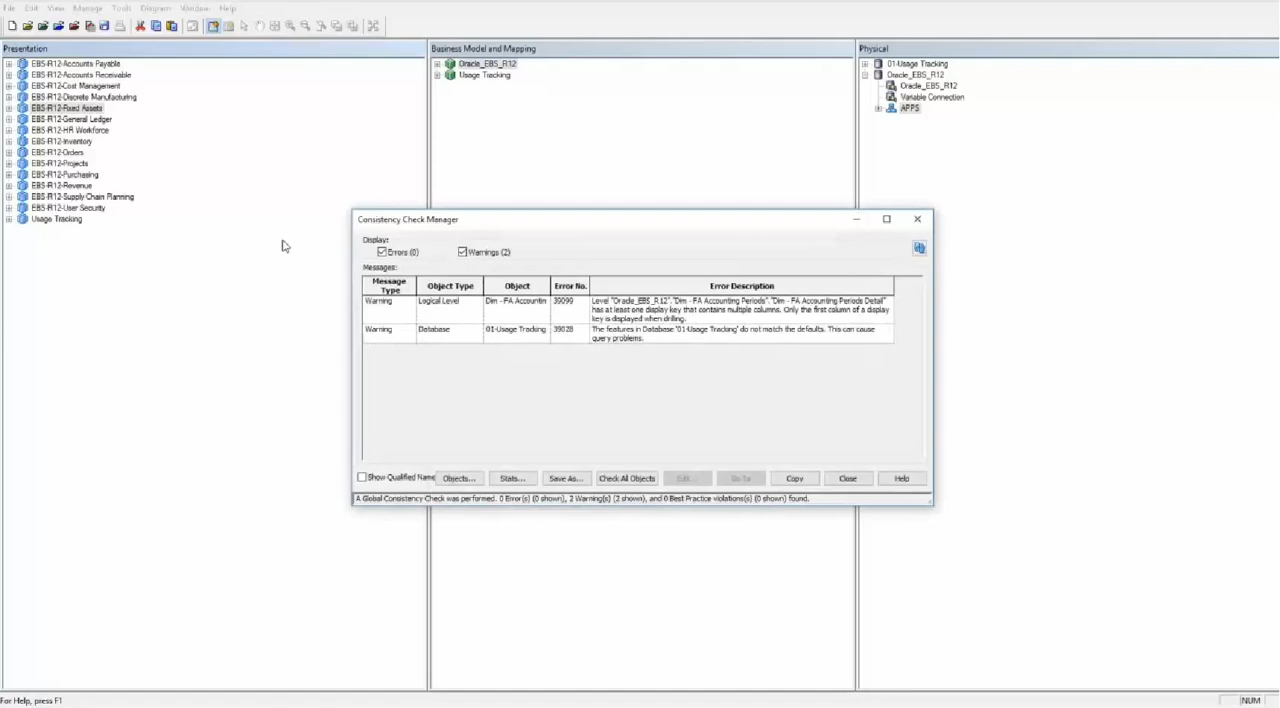 File Edit View Manage Tools Diagram Window Help
Presentation
EBS-R12-Accounts Payable
EBS-R12-Accounts Receivable
EBS-R12-Cost Management
EBS-R12-Discrete Manufacturing
EBS-R12-Fixed Assets
EBS-R12-General Ledger
EBS-R12-HR Workforce
EBS-R12-Inventory
EBS-R12-Orders
EBS-R12-Projects
EBS-R12-Purchasing
EBS-R12-Revenue
EBS-R12-Supply Chain Planning
EBS-R12-User Security
Usage Tracking
Business Model and Mapping
Oracle_EBS_R12
Usage Tracking
Physical
01-Usage Tracking
Oracle_EBS_R12
Oracle_EBS_R12
Variable Connection
APPS
Consistency Check Manager
Display:
Errors (0) Warnings (2)
Messages:
Message Type Object Type Object Error No. Error Description
Warning Logical Level Dim - FA Accountin 39099 Level "Oracle_EBS_R12"."Dim - FA Accounting Periods"."Dim - FA Accounting Periods Detail"
has at least one display key that contains multiple columns. Only the first column of a display
key is displayed when drilling.
Warning Database 01-Usage Tracking 39028 The features in Database '01-Usage Tracking' do not match the defaults. This can cause
query problems.
Show Qualified Name Objects... Stats... Save As... Check All Objects Edit... Go To Copy Close Help
A Global Consistency Check was performed. 0 Error(s) (0 shown), 2 Warning(s) (2 shown), and 0 Best Practice violations(s) (0 shown) found.
For Help, press F1
NUM